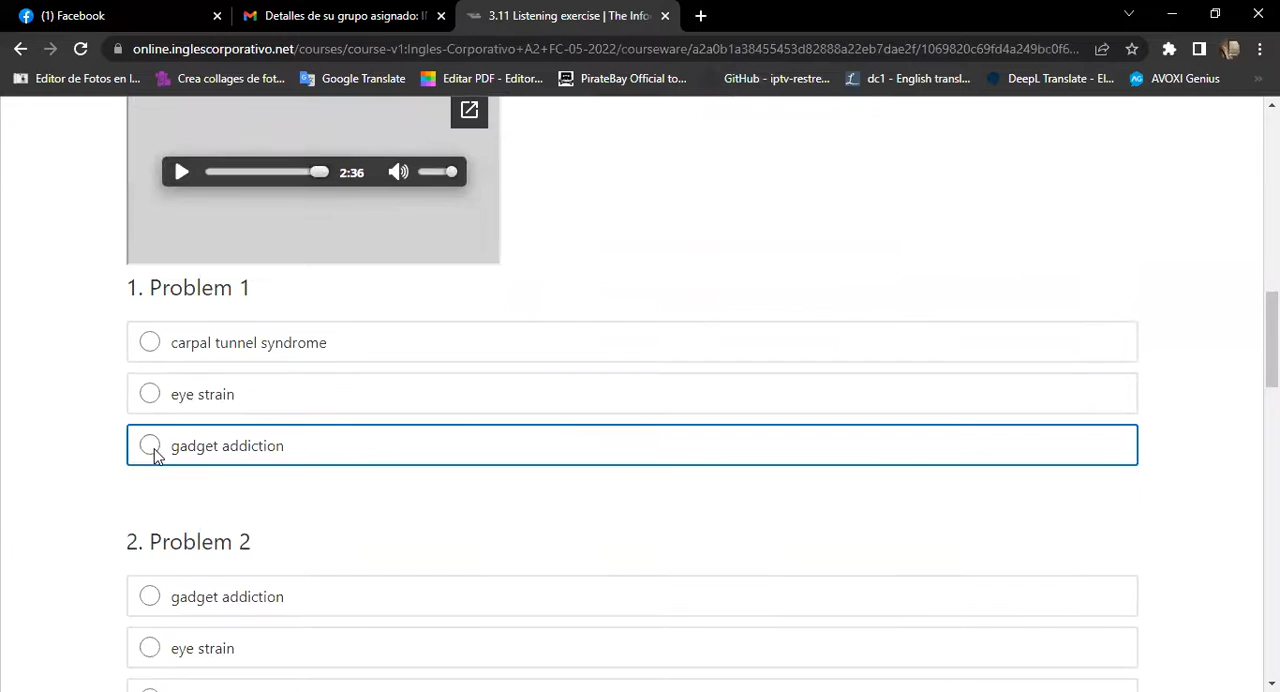 (1) Facebook
Detalles de su grupo asignado: I
3.11 Listening exercise | The Info
online.inglescorporativo.net/courses/course-v1:Ingles-Corporativo+A2+FC-05-2022/courseware/a2a0b1a38455453d82888a22eb7dae2f/1069820c69fd4a249bc0f6...
Editor de Fotos en l...
Crea collages de fot...
Google Translate
Editar PDF - Editor...
PirateBay Official to...
GitHub - iptv-restre...
dc1 - English transl...
DeepL Translate - El...
AVOXI Genius
»
2:36
1. Problem 1
carpal tunnel syndrome
eye strain
gadget addiction
2. Problem 2
gadget addiction
eye strain